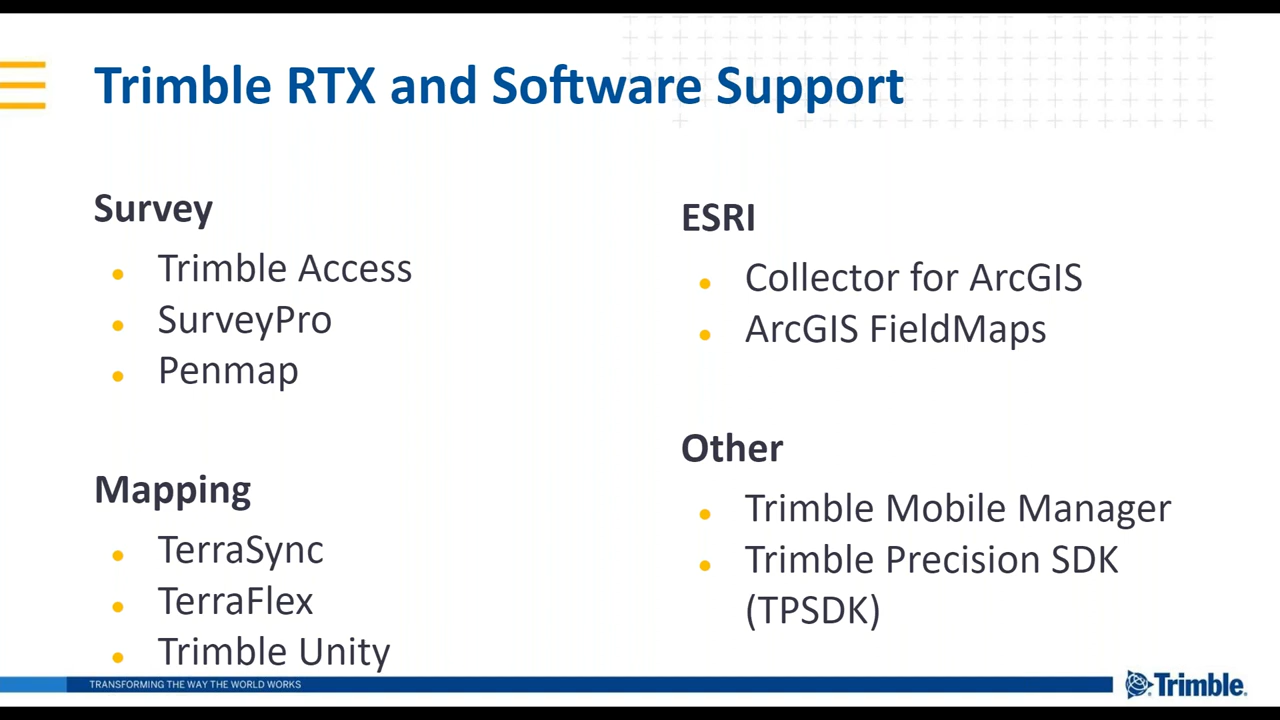 Trimble RTX and Software Support
Survey
Trimble Access
SurveyPro
Penmap
Mapping
TerraSync
TerraFlex
Trimble Unity
ESRI
Collector for ArcGIS
ArcGIS FieldMaps
Other
Trimble Mobile Manager
Trimble Precision SDK
(TPSDK)
TRANSFORMING THE WAY THE WORLD WORKS
Trimble.